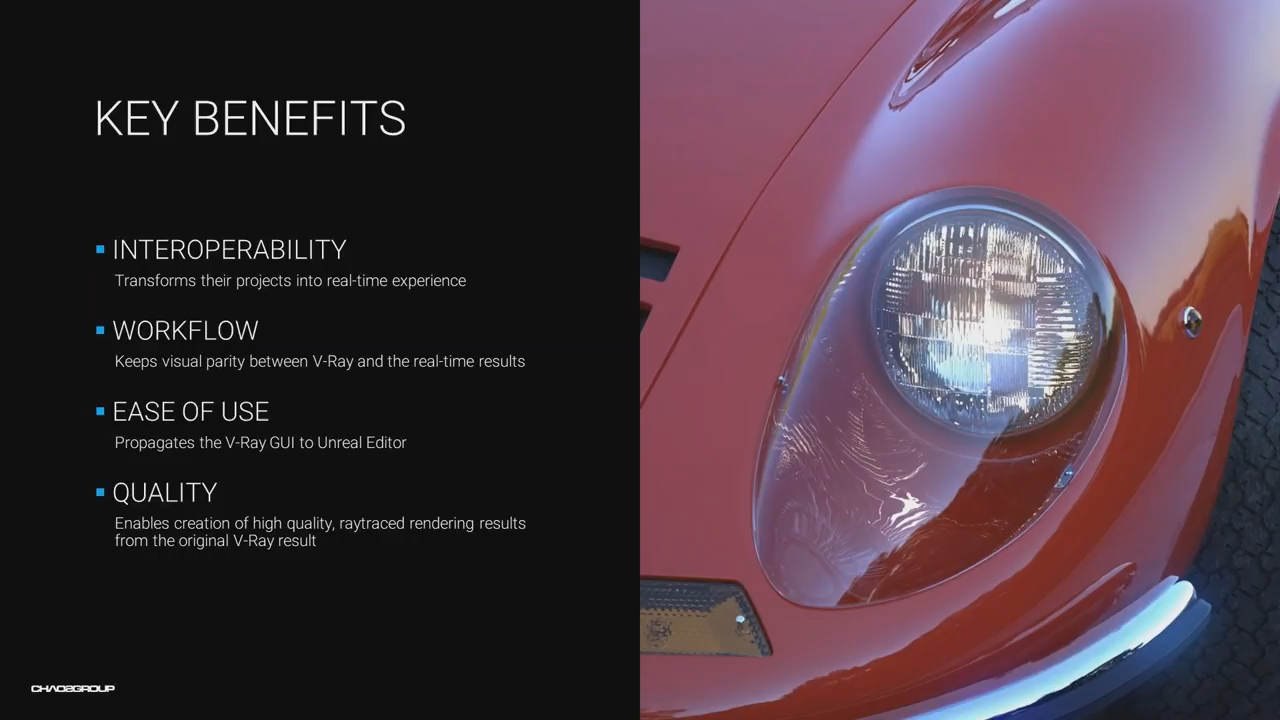 KEY BENEFITS
INTEROPERABILITY
Transforms their projects into real-time experience
WORKFLOW
Keeps visual parity between V-Ray and the real-time results
EASE OF USE
Propagates the V-Ray GUI to Unreal Editor
QUALITY
Enables creation of high quality, raytraced rendering results
from the original V-Ray result
CHAOSGROUP